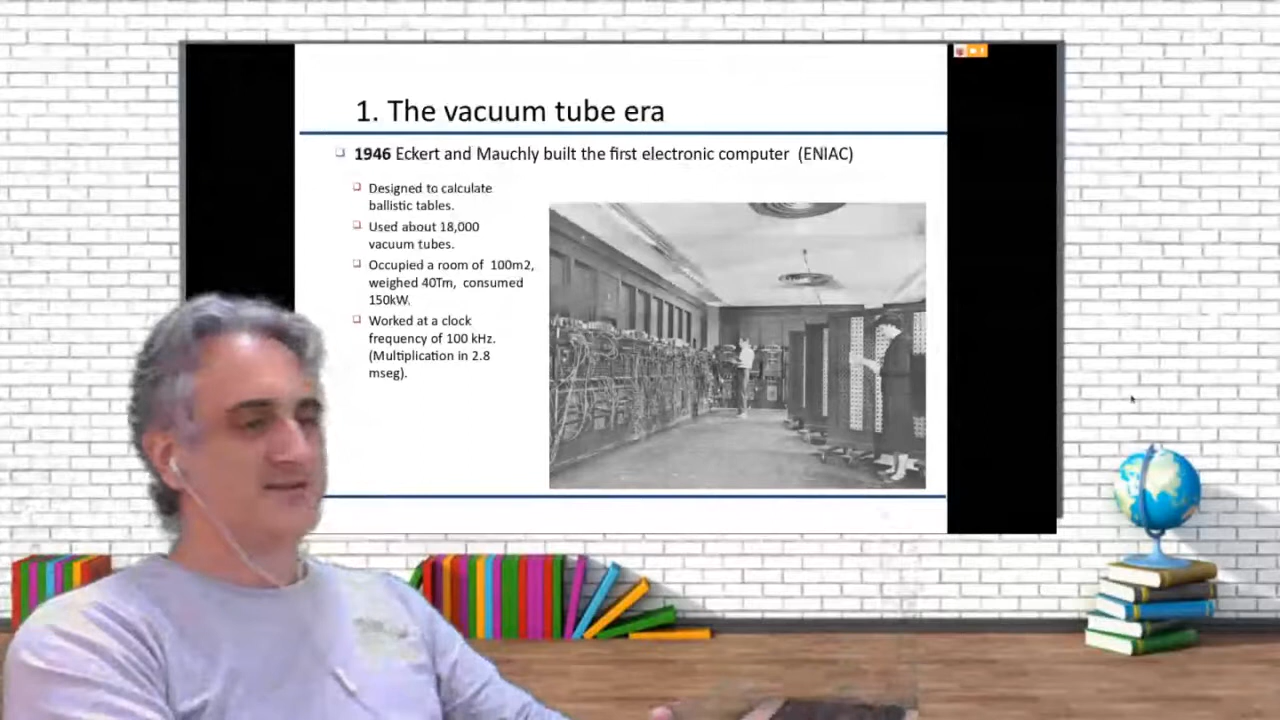 1. The vacuum tube era
1946 Eckert and Mauchly built the first electronic computer (ENIAC)
Designed to calculate
ballistic tables.
Used about 18,000
vacuum tubes.
Occupied a room of 100m2,
weighed 40Tm, consumed
150kW.
Worked at a clock
frequency of 100 kHz.
(Multiplication in 2.8
mseg).